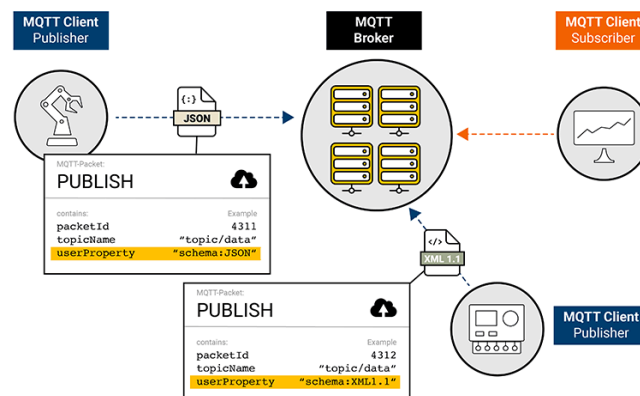 MQTT Client
Publisher
MQTT
Broker
MQTT Client
Subscriber
{:}
JSON
MQTT-Packet:
PUBLISH
contains:
Example
packetId
4311
topicName
"topic/data"
userProperty
"schema:JSON"
</>
XML 1.1
MQTT-Packet:
PUBLISH
contains:
Example
packetId
4312
topicName
"topic/data"
userProperty
"schema:XML1.1"
MQTT Client
Publisher